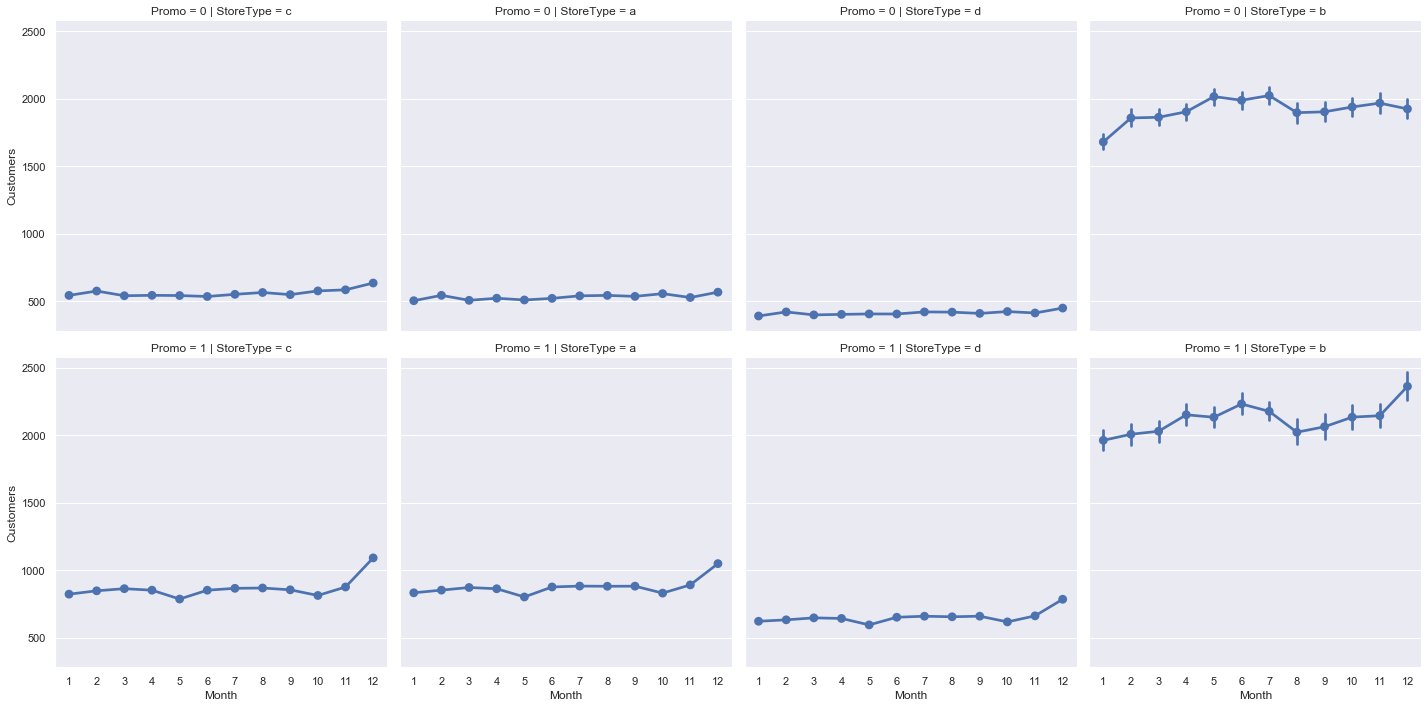 Promo = 0 | StoreType = c
Promo = 0 | StoreType = a
Promo = 0 | StoreType = d
Promo = 0 | StoreType = b
2500
2000
1500
1000
500
Customers
Promo = 1 | StoreType = c
Promo = 1 | StoreType = a
Promo = 1 | StoreType = d
Promo = 1 | StoreType = b
2500
2000
1500
1000
500
Customers
1 2 3 4 5 6 7 8 9 10 11 12
Month
1 2 3 4 5 6 7 8 9 10 11 12
Month
1 2 3 4 5 6 7 8 9 10 11 12
Month
1 2 3 4 5 6 7 8 9 10 11 12
Month